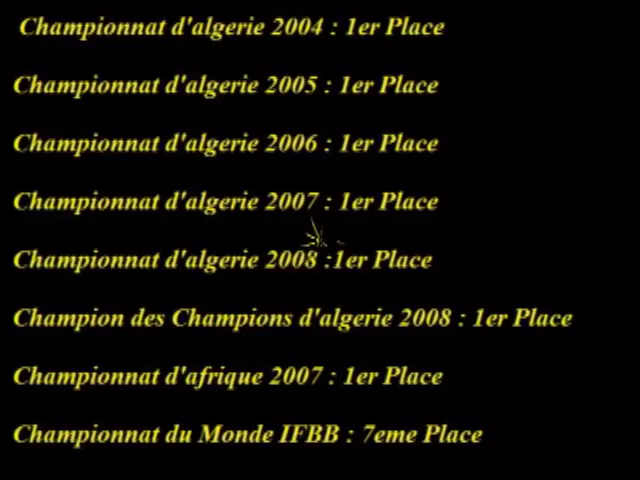 Championnat d'algerie 2004 : 1er Place
Championnat d'algerie 2005 : 1er Place
Championnat d'algerie 2006 : 1er Place
Championnat d'algerie 2007 : 1er Place
Championnat d'algerie 2008 :1er Place
Champion des Champions d'algerie 2008 : 1er Place
Championnat d'afrique 2007 : 1er Place
Championnat du Monde IFBB : 7eme Place